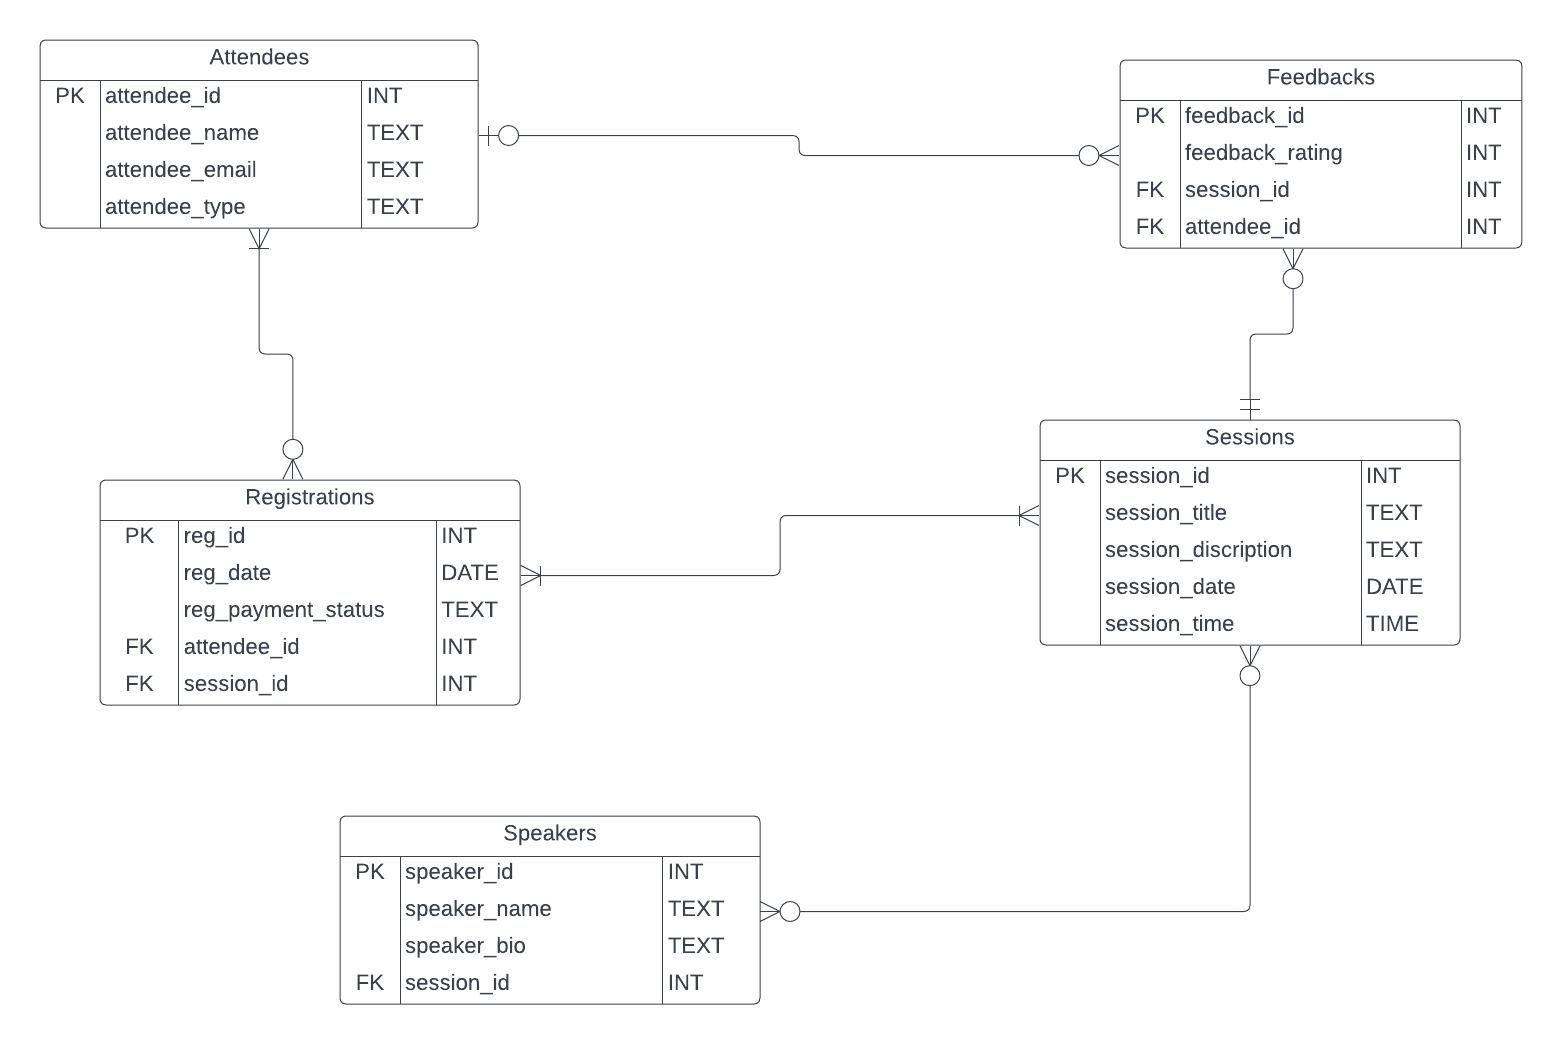 Attendees
PK attendee_id INT
attendee_name TEXT
attendee_email TEXT
attendee_type TEXT
Feedbacks
PK feedback_id INT
feedback_rating INT
FK session_id INT
FK attendee_id INT
Registrations
PK reg_id INT
reg_date DATE
reg_payment_status TEXT
FK attendee_id INT
FK session_id INT
Sessions
PK session_id INT
session_title TEXT
session_discription TEXT
session_date DATE
session_time TIME
Speakers
PK speaker_id INT
speaker_name TEXT
speaker_bio TEXT
FK session_id INT